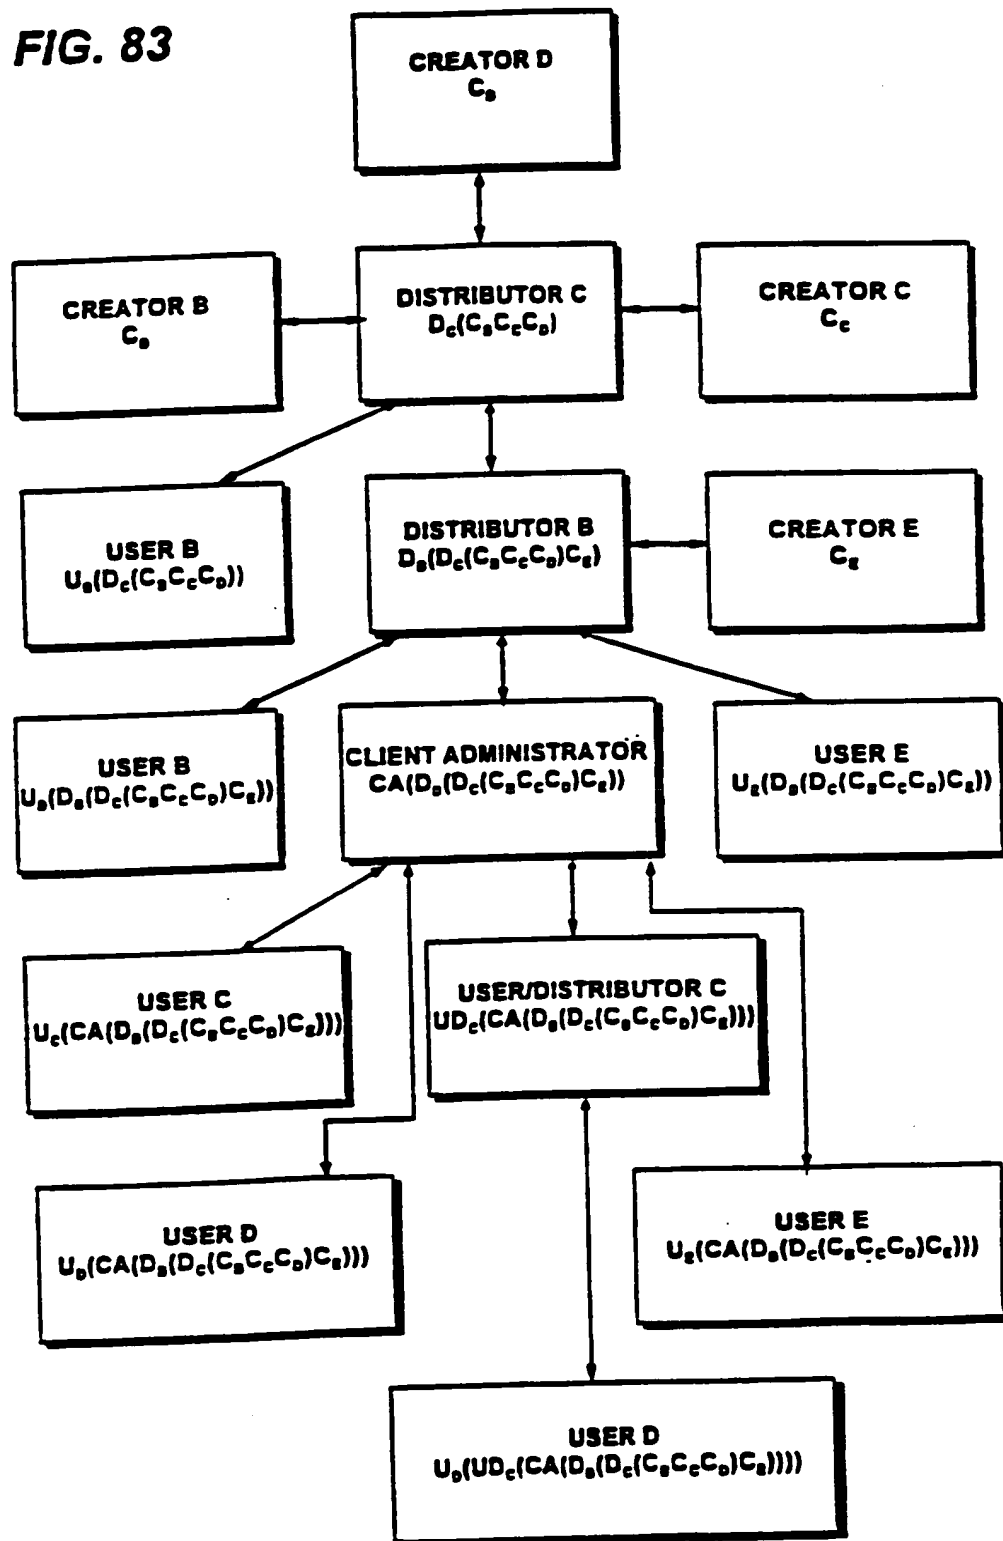 FIG. 83
CREATOR D
C_D
CREATOR B
C_B
DISTRIBUTOR C
D_C(C_BC_CC_D)
CREATOR C
C_C
USER B
U_B(D_C(C_BC_CC_D))
DISTRIBUTOR B
D_B(D_C(C_BC_CC_D)C_E)
CREATOR E
C_E
USER B
U_B(D_B(D_C(C_BC_CC_D)C_E))
CLIENT ADMINISTRATOR
CA(D_B(D_C(C_BC_CC_D)C_E))
USER E
U_E(D_B(D_C(C_BC_CC_D)C_E))
USER C
U_C(CA(D_B(D_C(C_BC_CC_D)C_E)))
USER/DISTRIBUTOR C
UD_C(CA(D_B(D_C(C_BC_CC_D)C_E)))
USER D
U_D(CA(D_B(D_C(C_BC_CC_D)C_E)))
USER E
U_E(CA(D_B(D_C(C_BC_CC_D)C_E)))
USER D
U_D(UD_C(CA(D_B(D_C(C_BC_CC_D)C_E))))